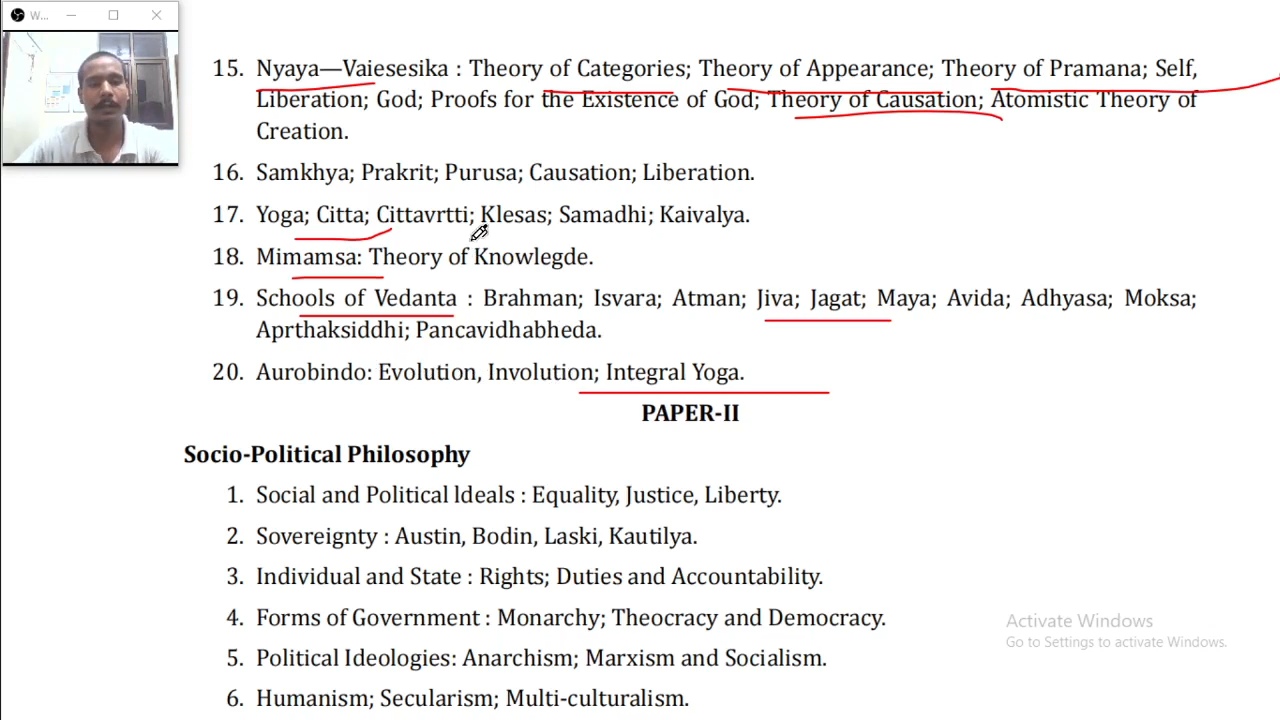 W...
15. Nyaya—Vaiesesika : Theory of Categories; Theory of Appearance; Theory of Pramana; Self,
Liberation; God; Proofs for the Existence of God; Theory of Causation; Atomistic Theory of
Creation.
16. Samkhya; Prakrit; Purusa; Causation; Liberation.
17. Yoga; Citta; Cittavrtti; Klesas; Samadhi; Kaivalya.
18. Mimamsa: Theory of Knowlegde.
19. Schools of Vedanta : Brahman; Isvara; Atman; Jiva; Jagat; Maya; Avida; Adhyasa; Moksa;
Aprthaksiddhi; Pancavidhabheda.
20. Aurobindo: Evolution, Involution; Integral Yoga.
PAPER-II
Socio-Political Philosophy
1. Social and Political ldeals : Equality, Justice, Liberty.
2. Sovereignty : Austin, Bodin, Laski, Kautilya.
3. Individual and State : Rights; Duties and Accountability.
4. Forms of Government : Monarchy; Theocracy and Democracy.
5. Political Ideologies: Anarchism; Marxism and Socialism.
6. Humanism; Secularism; Multi-culturalism.
Activate Windows
Go to Settings to activate Windows.